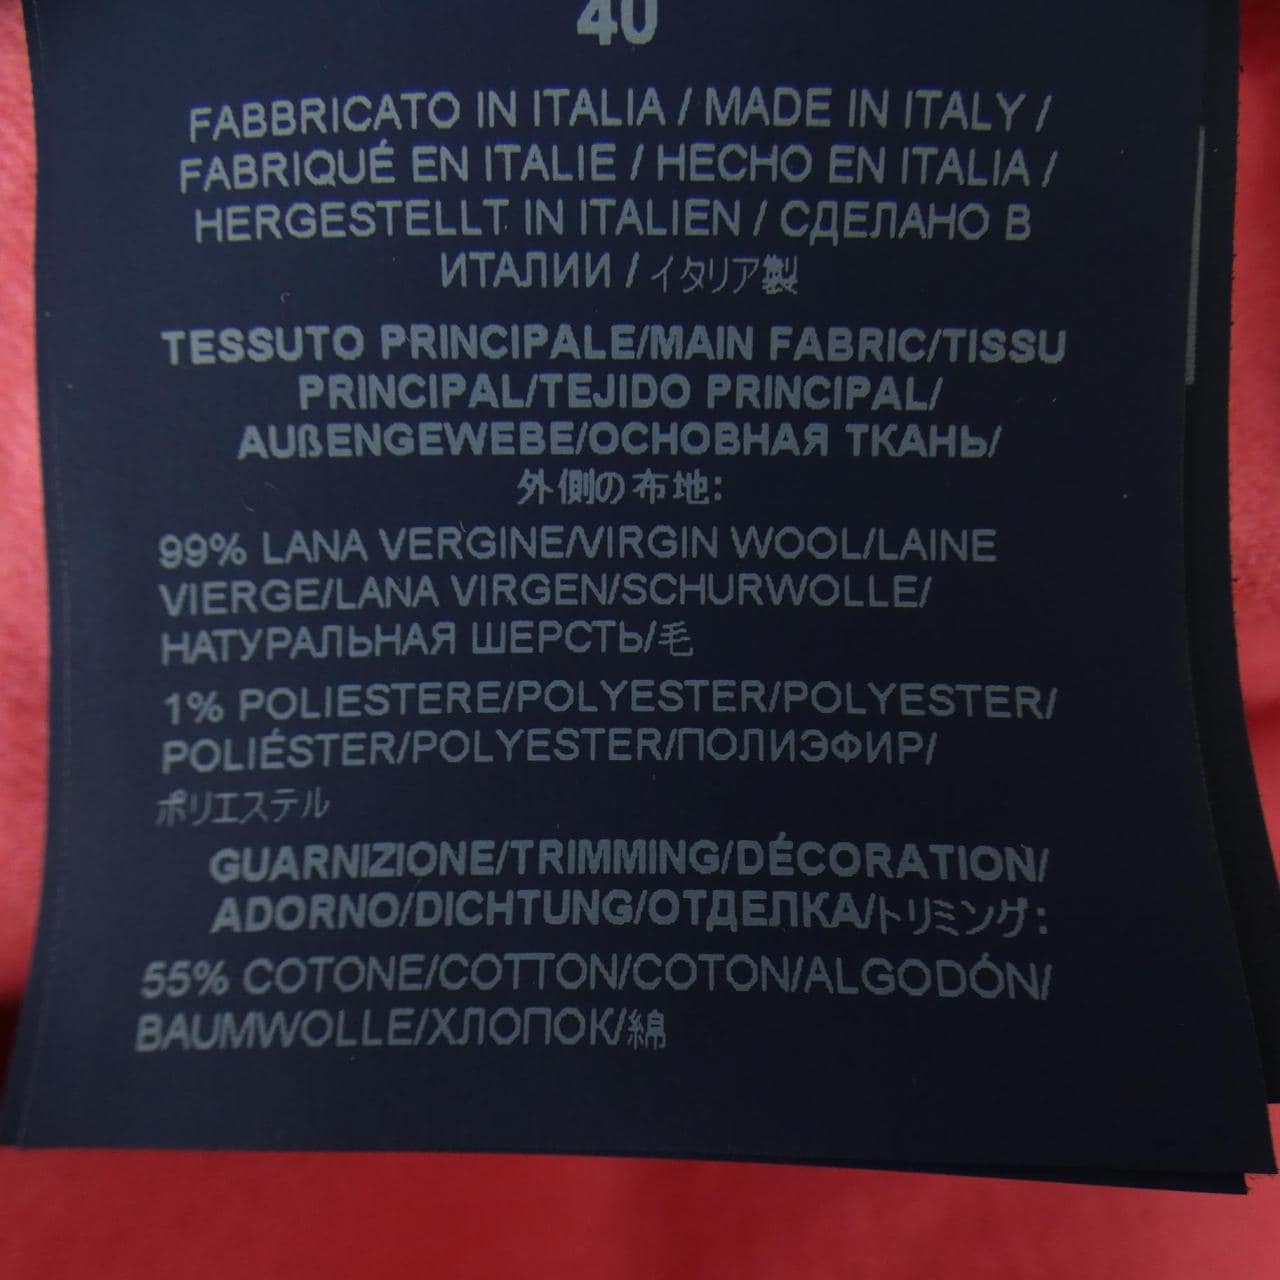 40
FABBRICATO IN ITALIA / MADE IN ITALY /
FABRIQUÉ EN ITALIE / HECHO EN ITALIA /
HERGESTELLT IN ITALIEN / СДЕЛАНО В
ИТАЛИИ / イタリア製
TESSUTO PRINCIPALE/MAIN FABRIC/TISSU
PRINCIPAL/TEJIDO PRINCIPAL/
AUßENGEWEBE/ОСНОВНАЯ ТКАНЬ/
外側の布地:
99% LANA VERGINE/VIRGIN WOOL/LAINE
VIERGE/LANA VIRGEN/SCHURWOLLE/
НАТУРАЛЬНАЯ ШЕРСТЬ/毛
1% POLIESTERE/POLYESTER/POLYESTER/
POLIÉSTER/POLYESTER/ПОЛИЭФИР/
ポリエステル
GUARNIZIONE/TRIMMING/DÉCORATION/
ADORNO/DICHTUNG/ОТДЕЛКА/トリミング:
55% COTONE/COTTON/COTON/ALGODÓN/
BAUMWOLLE/ХЛОПОК/綿